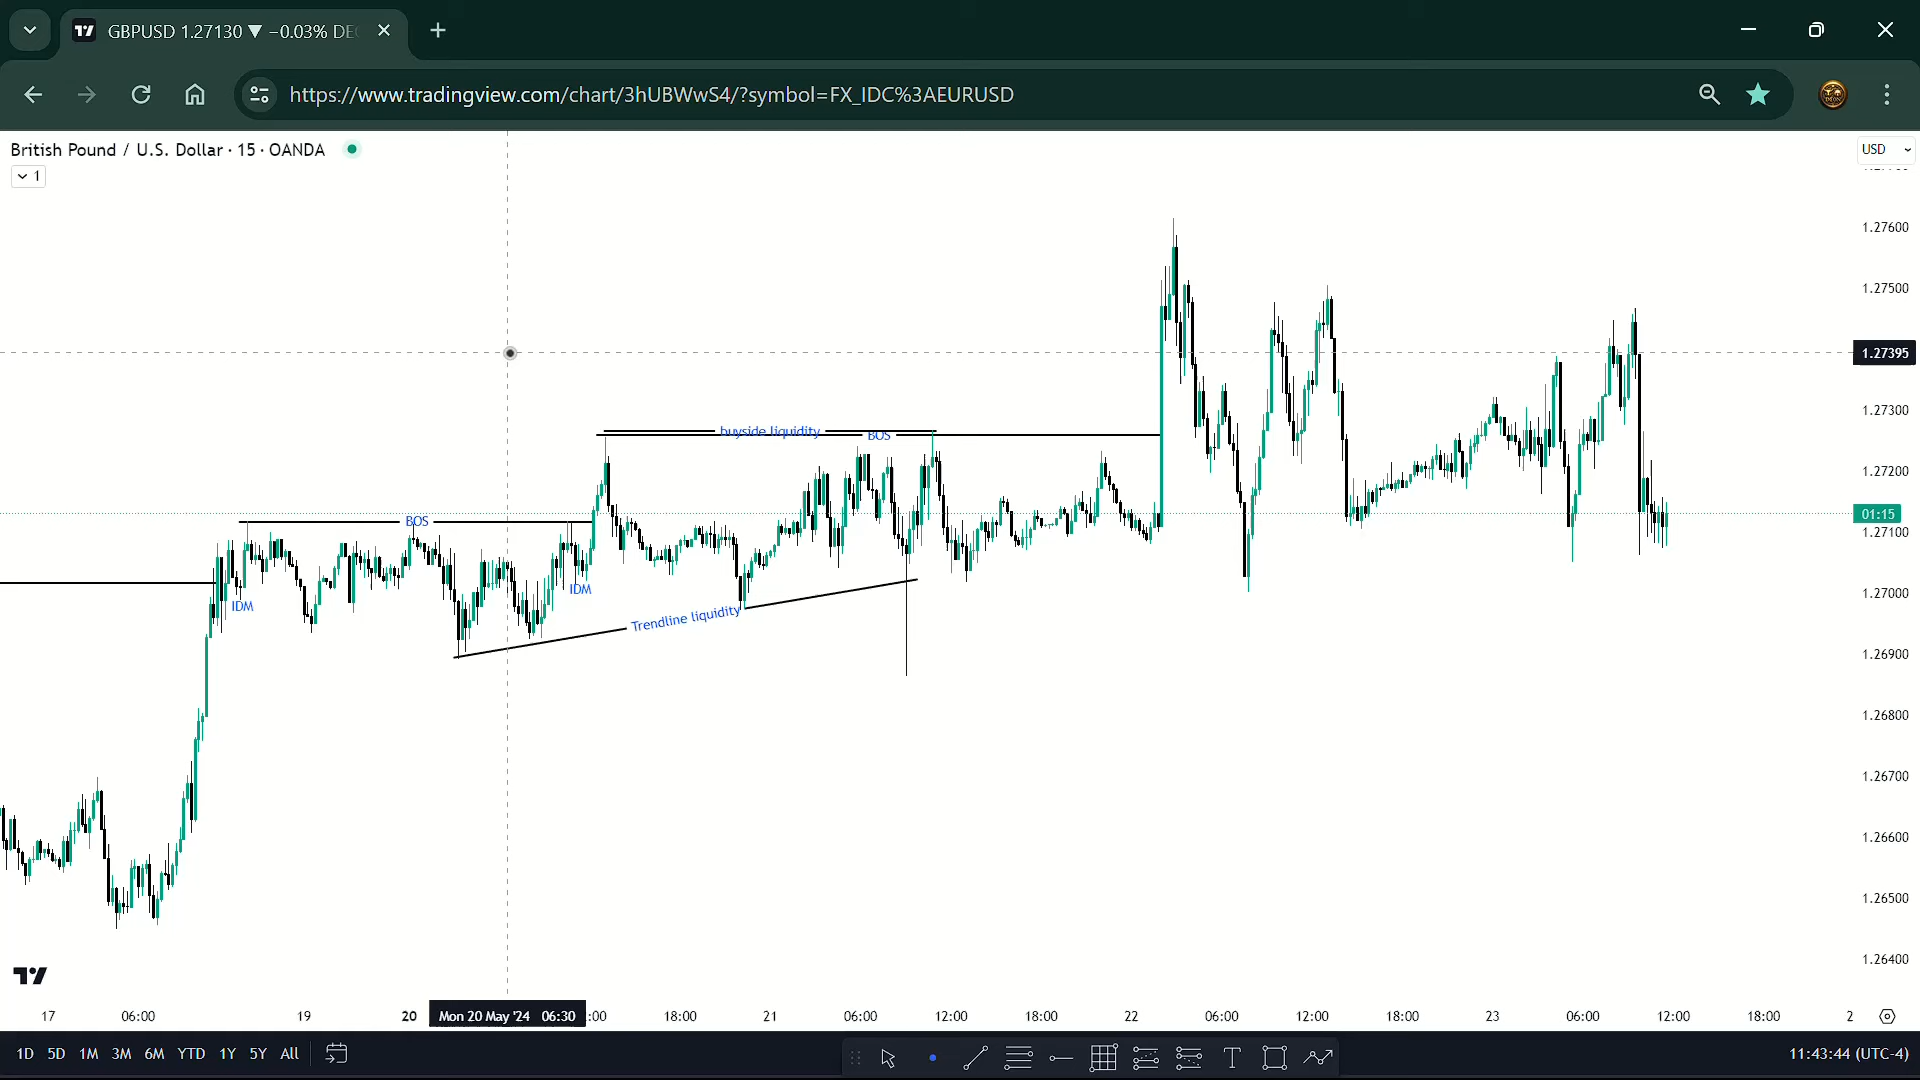 GBPUSD 1.27130 ▼ −0.03% DE
https://www.tradingview.com/chart/3hUBWwS4/?symbol=FX_IDC%3AEURUSD
British Pound / U.S. Dollar · 15 · OANDA
USD
1
1.27600
1.27500
1.27395
1.27300
buyside liquidity
BOS
1.27200
BOS
01:15
1.27100
IDM
1.27000
IDM
Trendline liquidity
1.26900
1.26800
1.26700
1.26600
1.26500
1.26400
17 06:00 19 20 Mon 20 May '24 06:30 :00 18:00 21 06:00 12:00 18:00 22 06:00 12:00 18:00 23 06:00 12:00 18:00 2
1D 5D 1M 3M 6M YTD 1Y 5Y All
11:43:44 (UTC-4)